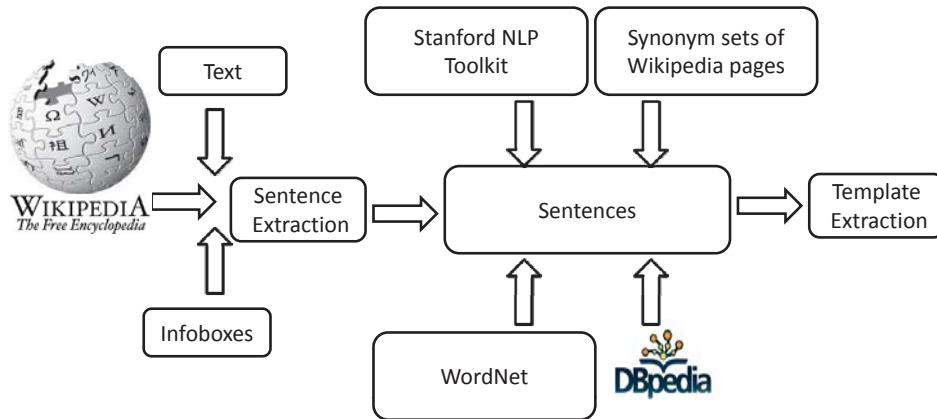 Stanford NLP
Toolkit
Synonym sets of
Wikipedia pages
Text
Ω
W
И
祖
WIKIPEDIA
The Free Encyclopedia
Sentence
Extraction
Sentences
Template
Extraction
Infoboxes
WordNet
DBpedia